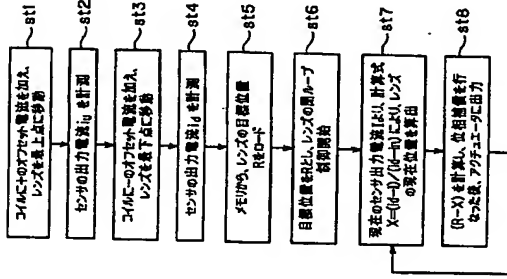 st1
コイルに+のオフセット電流を加え、
レンズを最上点に移動
st2
センサの出力電流iuを計測
st3
コイルに-のオフセット電流を加え、
レンズを最下点に移動
st4
センサの出力電流idを計測
st5
メモリから、レンズの目標位置
Rをロード
st6
目標位置をRとし、レンズの閉ループ
制御開始
st7
現在のセンサ出力電流Iより、計算式
X=(Id-I)/(Id-Iu)により、レンズ
の現在位置を算出
st8
(R-X)を計算し、位相補償を行
なった後、アクチュエータに出力